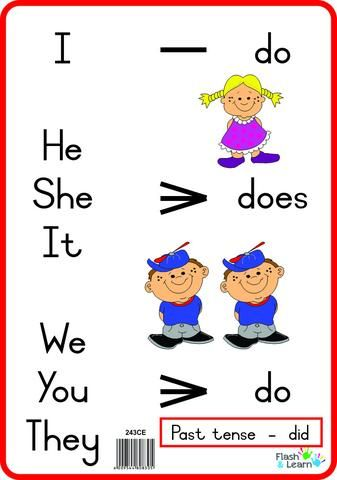 I — do
He
She > does
It
We
You > do
They
243CE
Past tense - did
Flash
& Learn